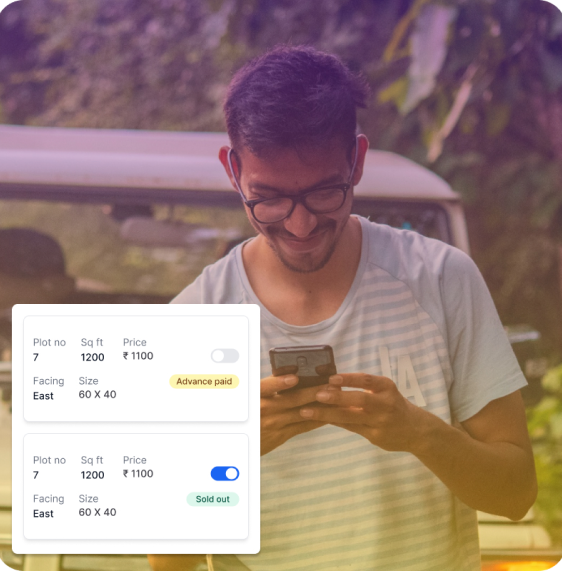 Plot no Sq ft Price
7 1200 ₹ 1100
Facing Size Advance paid
East 60 X 40
Plot no Sq ft Price
7 1200 ₹ 1100
Facing Size Sold out
East 60 X 40